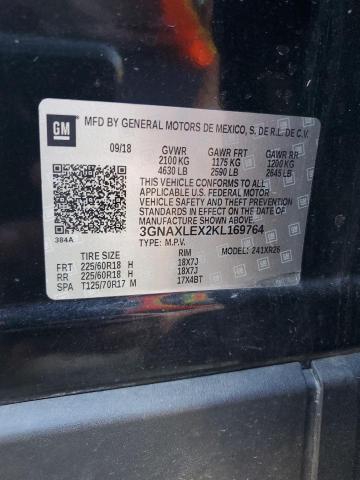 GM
MFD BY GENERAL MOTORS DE MEXICO, S. DE R.L. DE C.V.
09/18 GVWR GAWR FRT GAWR RR
2100 KG 1175 KG 1200 KG
4630 LB 2590 LB 2645 LB
THIS VEHICLE CONFORMS TO ALL
APPLICABLE U.S. FEDERAL MOTOR
VEHICLE SAFETY AND THEFT
PREVENTION STANDARDS IN EFFECT
ON THE DATE OF MANUFACTURE
SHOWN ABOVE.
384A
3GNAXLEX2KL169764
TYPE: M.P.V. MODEL: 241XR26
TIRE SIZE RIM
FRT 225/60R18 H 18X7J
RR 225/60R18 H 18X7J
SPA T125/70R17 M 17X4BT